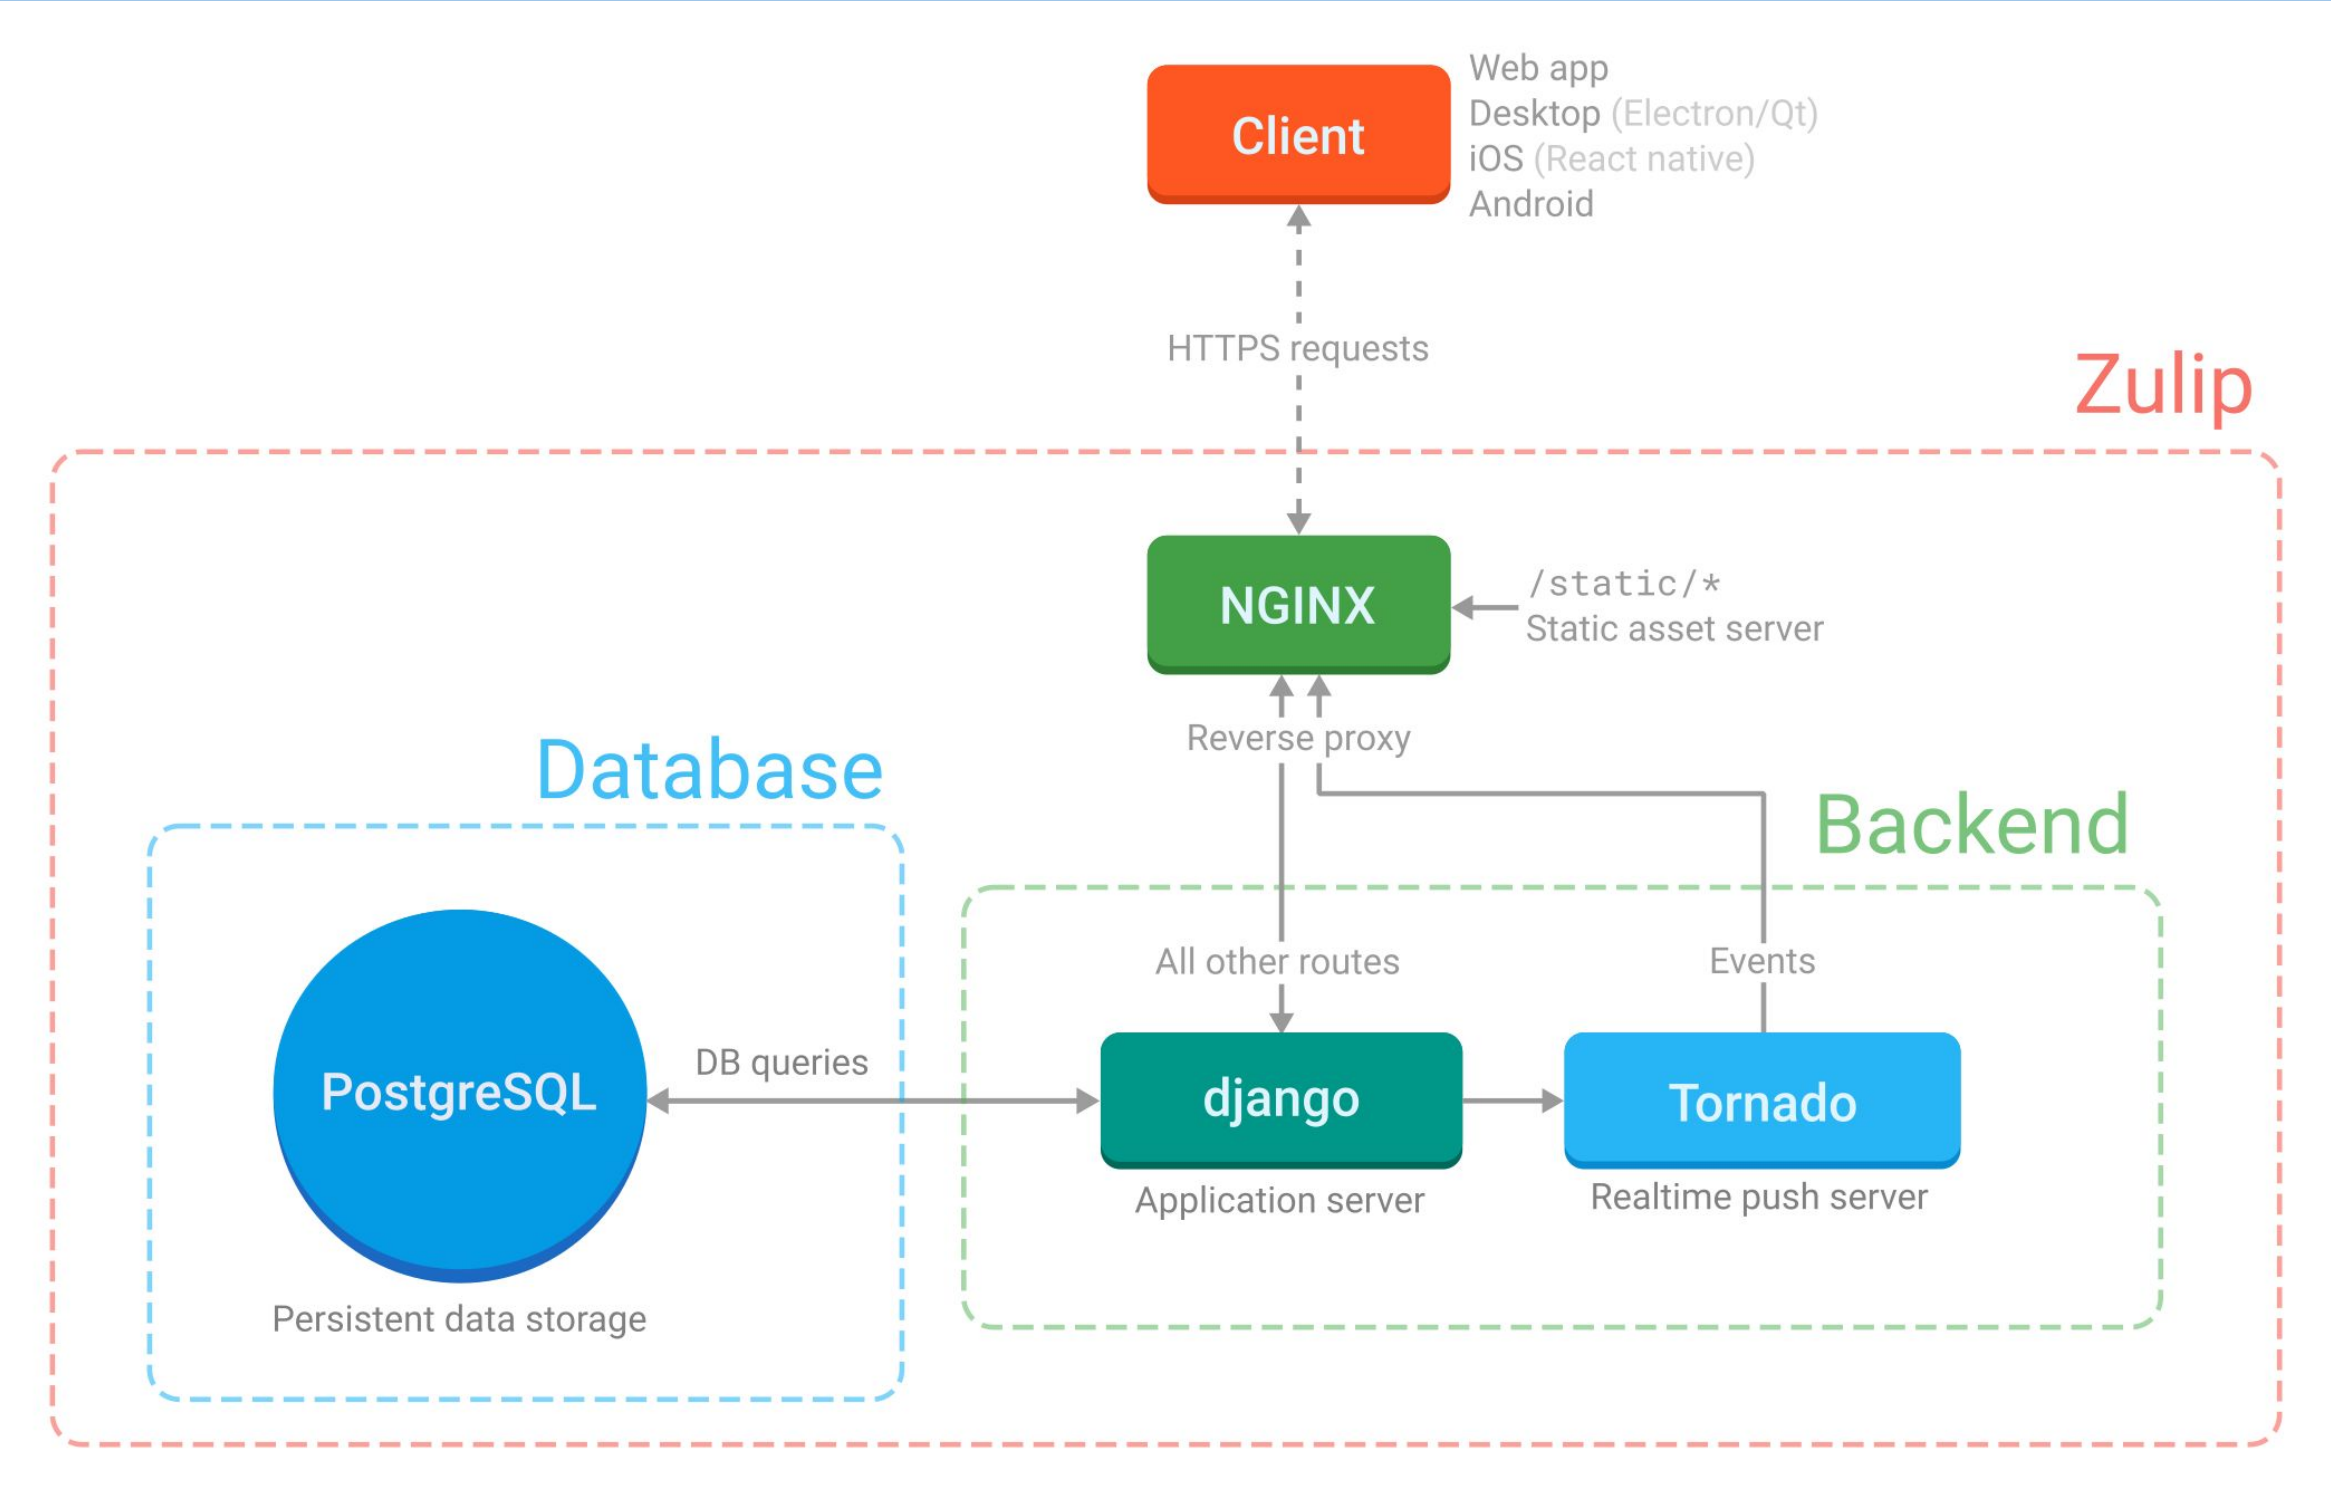 Client
Web app
Desktop (Electron/Qt)
iOS (React native)
Android
HTTPS requests
Zulip
NGINX
/static/*
Static asset server
Reverse proxy
Database
Backend
All other routes
Events
PostgreSQL
DB queries
django
Tornado
Application server
Realtime push server
Persistent data storage